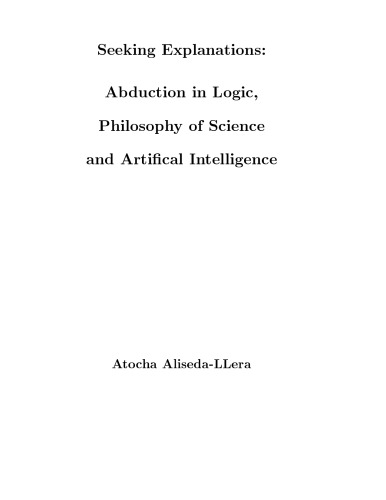 Seeking Explanations:
Abduction in Logic,
Philosophy of Science
and Artifical Intelligence
Atocha Aliseda-LLera